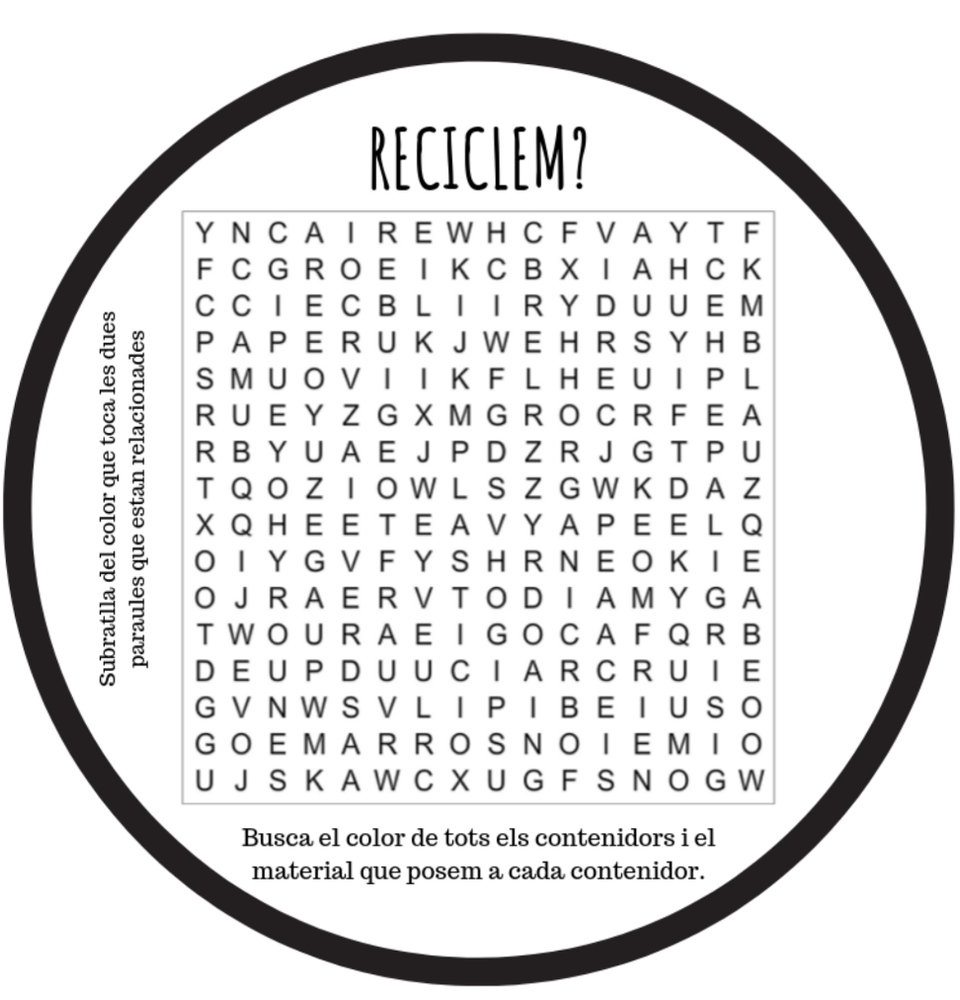 RECICLEM?
Y N C A I R E W H C F V A Y T F
F C G R O E I K C B X I A H C K
C C I E C B L I I R Y D U U E M
P A P E R U K J W E H R S Y H B
S M U O V I I K F L H E U I P L
R U E Y Z G X M G R O C R F E A
R B Y U A E J P D Z R J G T P U
T Q O Z I O W L S Z G W K D A Z
X Q H E E T E A V Y A P E E L Q
O I Y G V F Y S H R N E O K I E
O J R A E R V T O D I A M Y G A
T W O U R A E I G O C A F Q R B
D E U P D U U C I A R C R U I E
G V N W S V L I P I B E I U S O
G O E M A R R O S N O I E M I O
U J S K A W C X U G F S N O G W
Subratlla del color que toca les dues
paraules que estan relacionades
Busca el color de tots els contenidors i el
material que posem a cada contenidor.